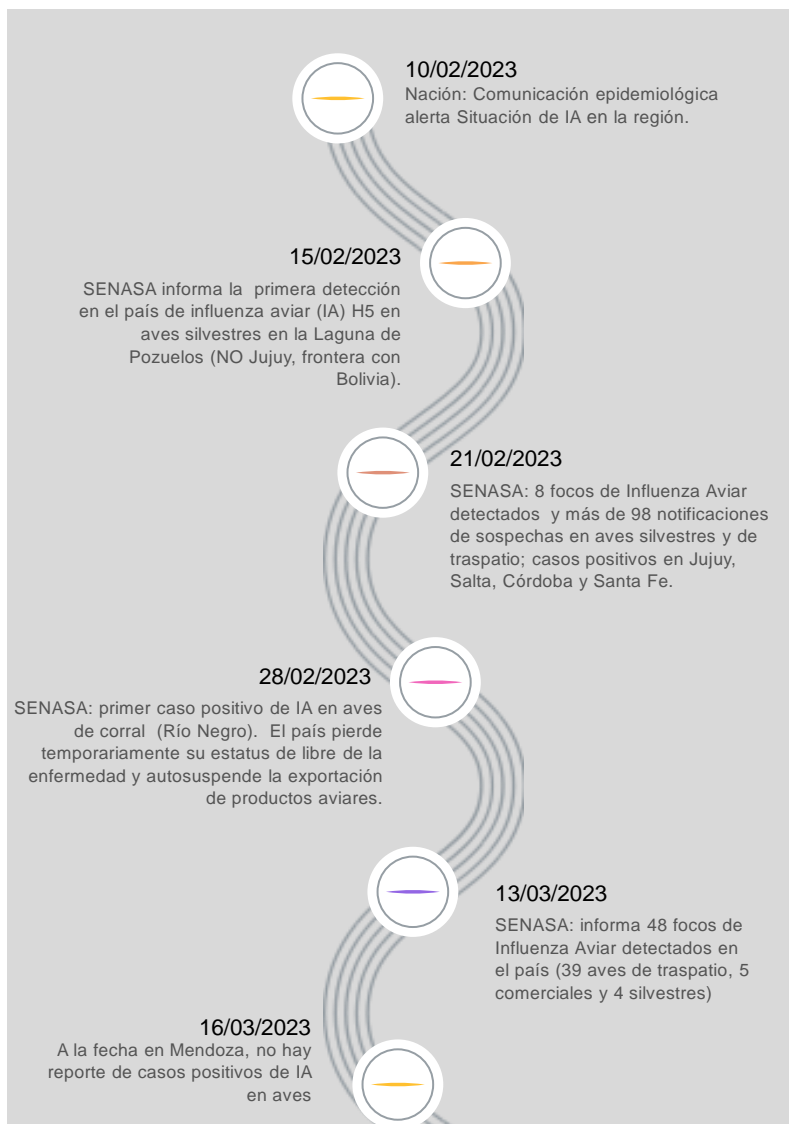 10/02/2023
Nación: Comunicación epidemiológica
alerta Situación de IA en la región.
15/02/2023
SENASA informa la primera detección
en el país de influenza aviar (IA) H5 en
aves silvestres en la Laguna de
Pozuelos (NO Jujuy, frontera con
Bolivia).
21/02/2023
SENASA: 8 focos de Influenza Aviar
detectados y más de 98 notificaciones
de sospechas en aves silvestres y de
traspatio; casos positivos en Jujuy,
Salta, Córdoba y Santa Fe.
28/02/2023
SENASA: primer caso positivo de IA en aves
de corral (Río Negro). El país pierde
temporariamente su estatus de libre de la
enfermedad y autosuspende la exportación
de productos aviares.
13/03/2023
SENASA: informa 48 focos de
Influenza Aviar detectados en
el país (39 aves de traspatio, 5
comerciales y 4 silvestres)
16/03/2023
A la fecha en Mendoza, no hay
reporte de casos positivos de IA
en aves